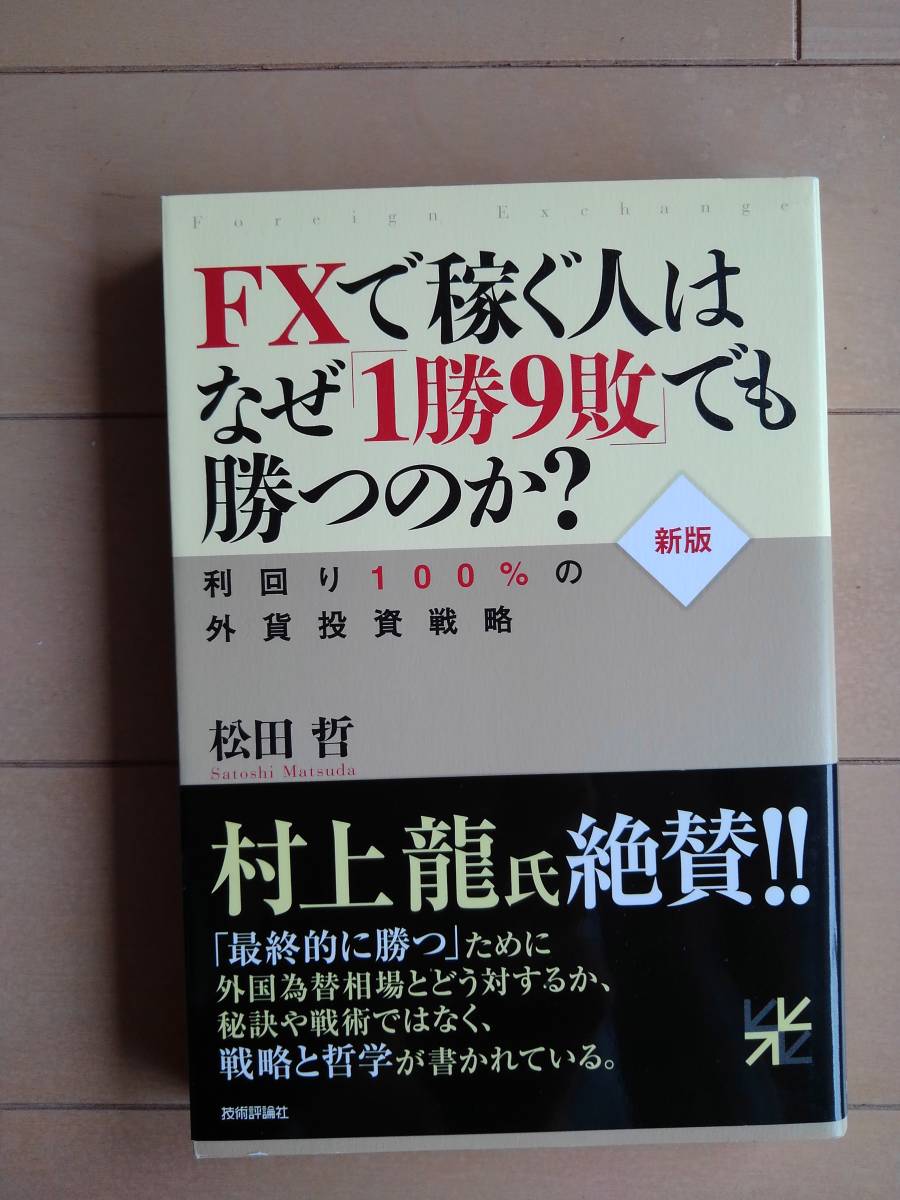 Foreign Exchange
FXで稼ぐ人は
なぜ「1勝9敗」でも
勝つのか?
新版
利回り100%の
外貨投資戦略
松田 哲
Satoshi Matsuda
村上龍氏絶賛!!
「最終的に勝つ」ために
外国為替相場とどう対するか、
秘訣や戦術ではなく、
戦略と哲学が書かれている。
技術評論社